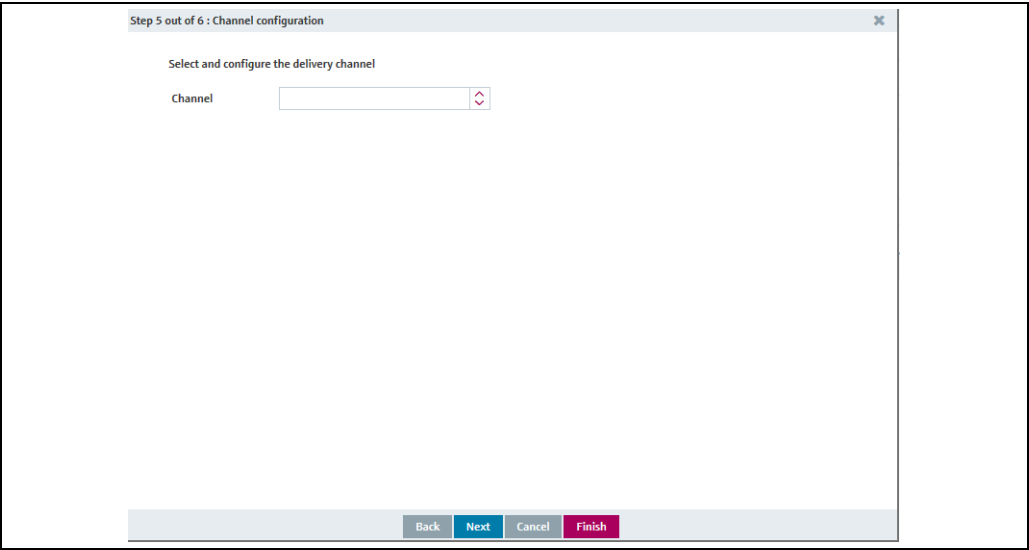 Step 5 out of 6 : Channel configuration
Select and configure the delivery channel
Channel
Back Next Cancel Finish